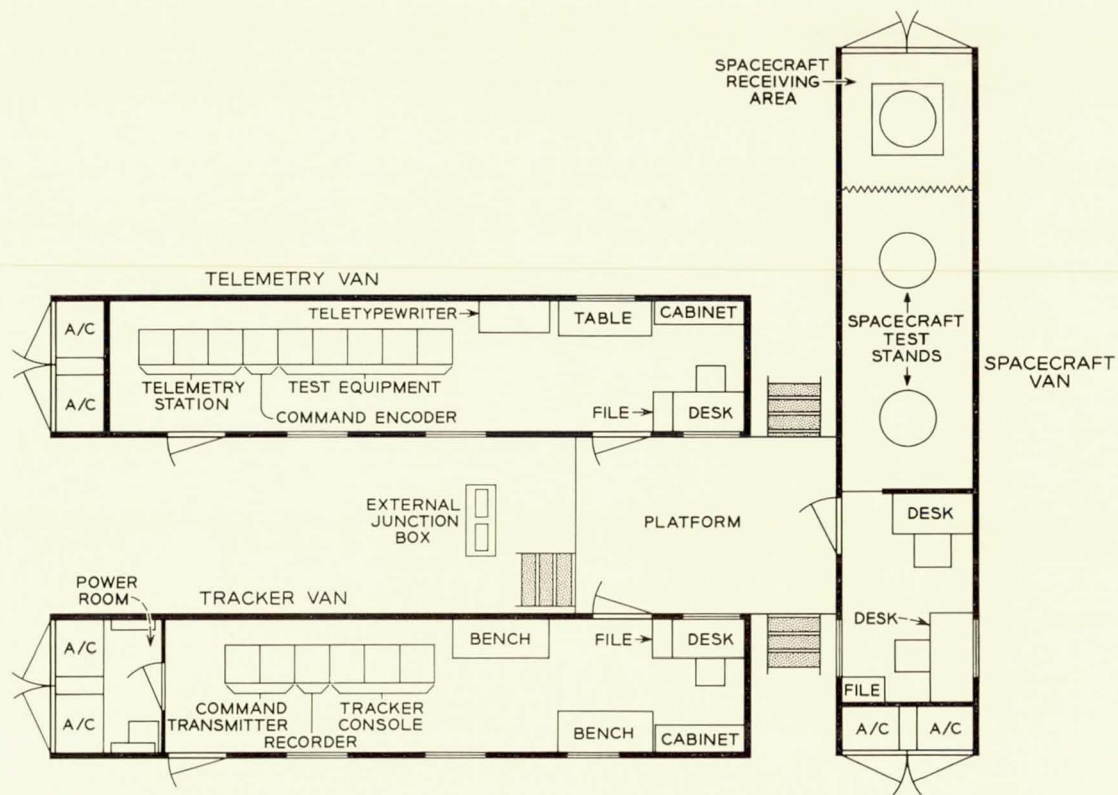 SPACECRAFT
RECEIVING
AREA
TELEMETRY VAN
A/C
A/C
TELETYPEWRITER
TABLE
CABINET
TELEMETRY
STATION
TEST EQUIPMENT
COMMAND ENCODER
FILE
DESK
SPACECRAFT
TEST
STANDS
SPACECRAFT
VAN
EXTERNAL
JUNCTION
BOX
PLATFORM
DESK
DESK
FILE
A/C
A/C
POWER
ROOM
TRACKER VAN
A/C
A/C
BENCH
FILE
DESK
COMMAND
TRANSMITTER
RECORDER
TRACKER
CONSOLE
BENCH
CABINET